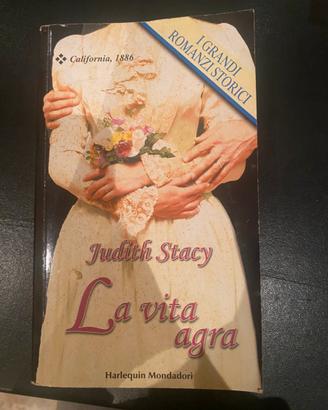 California, 1886
I GRANDI
ROMANZI STORICI
Judith Stacy
La vita
agra
Harlequin Mondadori